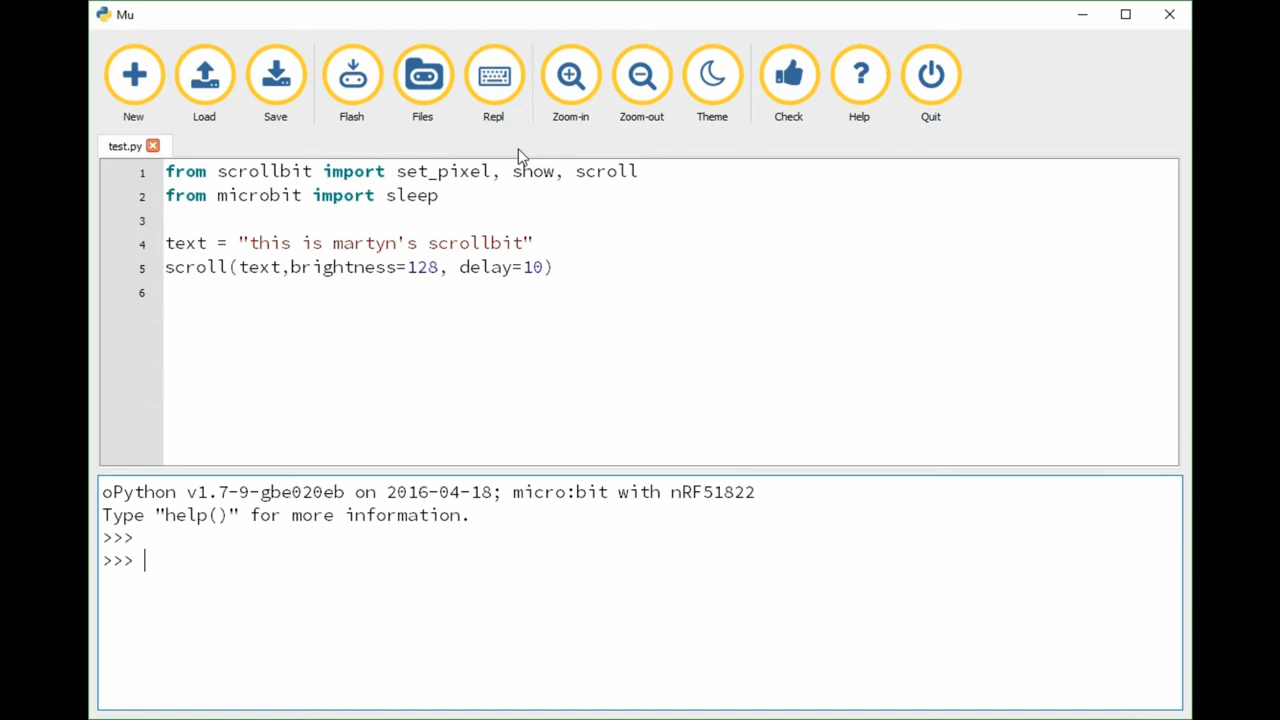 Mu
New Load Save Flash Files Repl Zoom-in Zoom-out Theme Check Help Quit
test.py
1 from scrollbit import set_pixel, show, scroll
2 from microbit import sleep
3
4 text = "this is martyn's scrollbit"
5 scroll(text,brightness=128, delay=10)
6
oPython v1.7-9-gbe020eb on 2016-04-18; micro:bit with nRF51822
Type "help()" for more information.
>>>
>>>